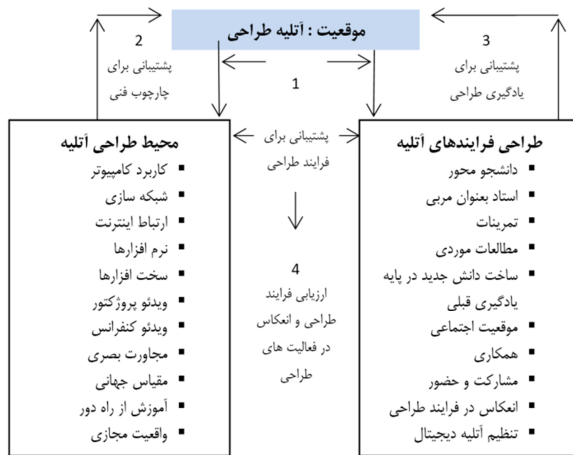 موقعیت : آتلیه طراحی
3
پشتیبانی برای
یادگیری طراحی
1
2
پشتیبانی برای
چارچوب فنی
پشتیبانی برای
فرایند طراحی
4
ارزیابی فرایند
طراحی و انعکاس
در فعالیت های
طراحی
طراحی فرایندهای آتلیه
▪ دانشجو محور
▪ استاد بعنوان مربی
▪ تمرینات
▪ مطالعات موردی
▪ ساخت دانش جدید در پایه
یادگیری قبلی
▪ موقعیت اجتماعی
▪ همکاری
▪ مشارکت و حضور
▪ انعکاس در فرایند طراحی
▪ تنظیم آتلیه دیجیتال
محیط طراحی آتلیه
▪ کاربرد کامپیوتر
▪ شبکه سازی
▪ ارتباط اینترنت
▪ نرم افزارها
▪ سخت افزارها
▪ ویدئو پروژکتور
▪ ویدئو کنفرانس
▪ مجاورت بصری
▪ مقیاس جهانی
▪ آموزش از راه دور
▪ واقعیت مجازی